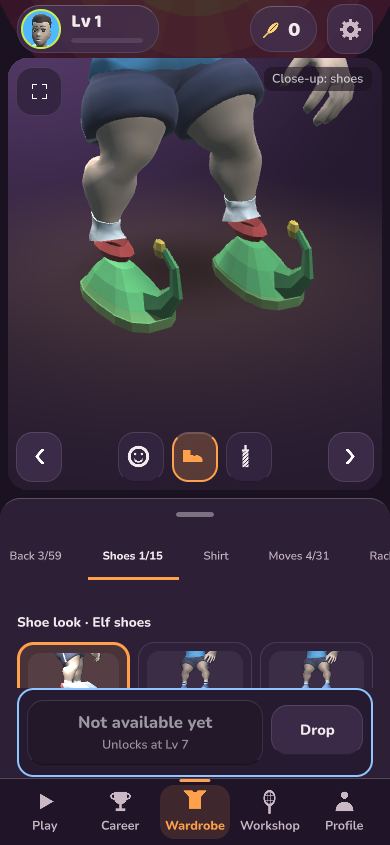 Lv 1
0
Close-up: shoes
Back 3/59
Shoes 1/15
Shirt
Moves 4/31
Shoe look · Elf shoes
Not available yet
Unlocks at Lv 7
Drop
Play
Career
Wardrobe
Workshop
Profile